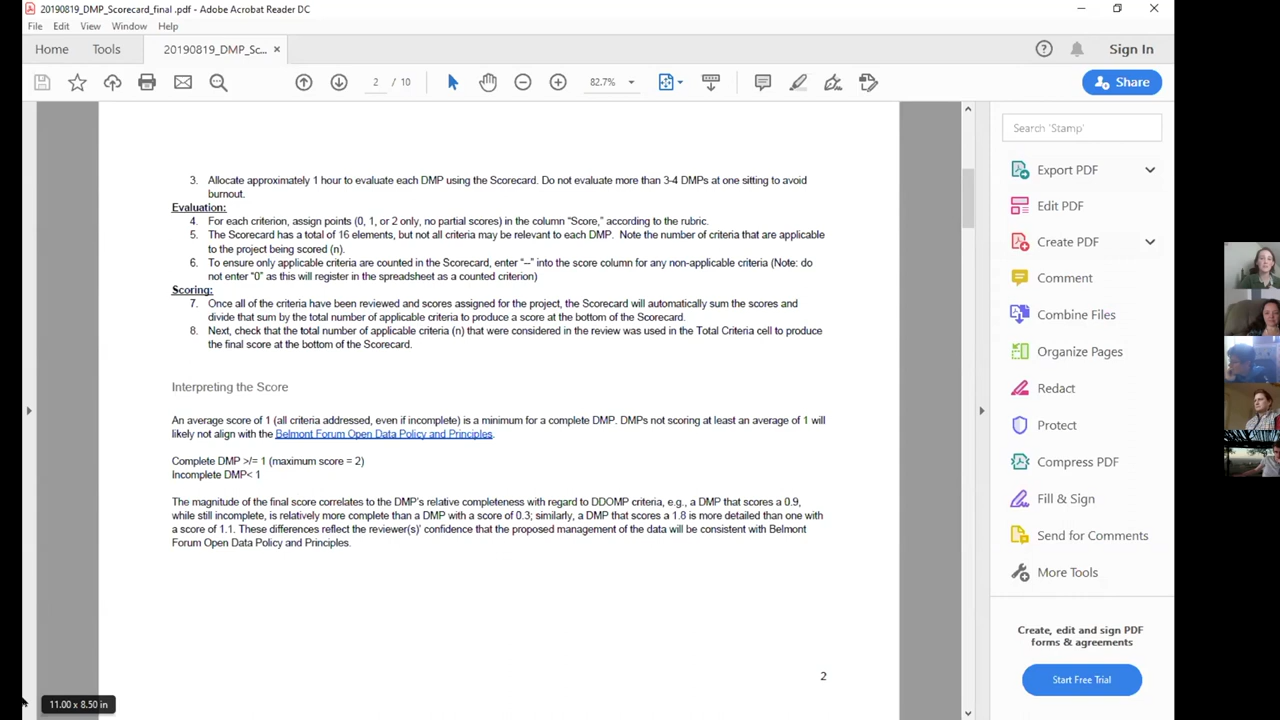 20190819_DMP_Scorecard_final .pdf - Adobe Acrobat Reader DC
File Edit View Window Help
Home Tools 20190819_DMP_Sc... × Sign In
2 / 10 82.7% Share
3. Allocate approximately 1 hour to evaluate each DMP using the Scorecard. Do not evaluate more than 3-4 DMPs at one sitting to avoid
burnout.
Evaluation:
4. For each criterion, assign points (0, 1, or 2 only, no partial scores) in the column "Score," according to the rubric.
5. The Scorecard has a total of 16 elements, but not all criteria may be relevant to each DMP. Note the number of criteria that are applicable
to the project being scored (n).
6. To ensure only applicable criteria are counted in the Scorecard, enter "--" into the score column for any non-applicable criteria (Note: do
not enter "0" as this will register in the spreadsheet as a counted criterion)
Scoring:
7. Once all of the criteria have been reviewed and scores assigned for the project, the Scorecard will automatically sum the scores and
divide that sum by the total number of applicable criteria to produce a score at the bottom of the Scorecard.
8. Next, check that the total number of applicable criteria (n) that were considered in the review was used in the Total Criteria cell to produce
the final score at the bottom of the Scorecard.
Interpreting the Score
An average score of 1 (all criteria addressed, even if incomplete) is a minimum for a complete DMP. DMPs not scoring at least an average of 1 will
likely not align with the Belmont Forum Open Data Policy and Principles.
Complete DMP >/= 1 (maximum score = 2)
Incomplete DMP< 1
The magnitude of the final score correlates to the DMP's relative completeness with regard to DDOMP criteria, e.g., a DMP that scores a 0.9,
while still incomplete, is relatively more complete than a DMP with a score of 0.3; similarly, a DMP that scores a 1.8 is more detailed than one with
a score of 1.1. These differences reflect the reviewer(s)' confidence that the proposed management of the data will be consistent with Belmont
Forum Open Data Policy and Principles.
2
11.00 x 8.50 in
Search 'Stamp'
Export PDF
Edit PDF
Create PDF
Comment
Combine Files
Organize Pages
Redact
Protect
Compress PDF
Fill & Sign
Send for Comments
More Tools
Create, edit and sign PDF
forms & agreements
Start Free Trial